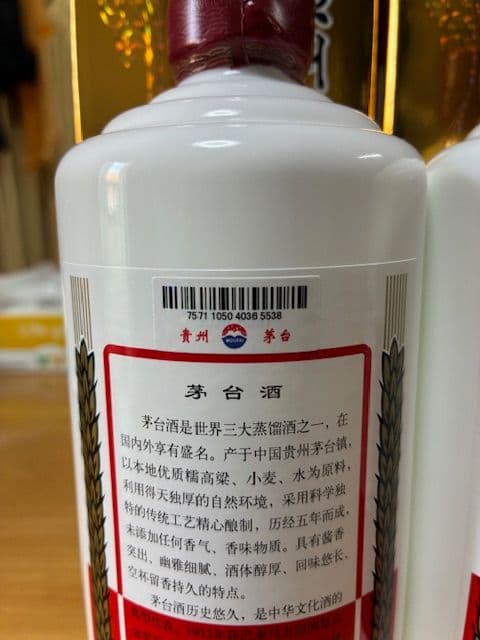 7571 1050 4036 5538
貴州 MOUTAI 茅台
茅台酒
茅台酒是世界三大蒸馏酒之一，在
国内外享有盛名。产于中国贵州茅台镇，
以本地优质糯高粱、小麦、水为原料，
利用得天独厚的自然环境，采用科学独
特的传统工艺精心酿制，历经五年而成，
未添加任何香气、香味物质。具有酱香
突出、幽雅细腻、酒体醇厚、回味悠长、
空杯留香持久的特点。
茅台酒历史悠久，是中华文化酒的